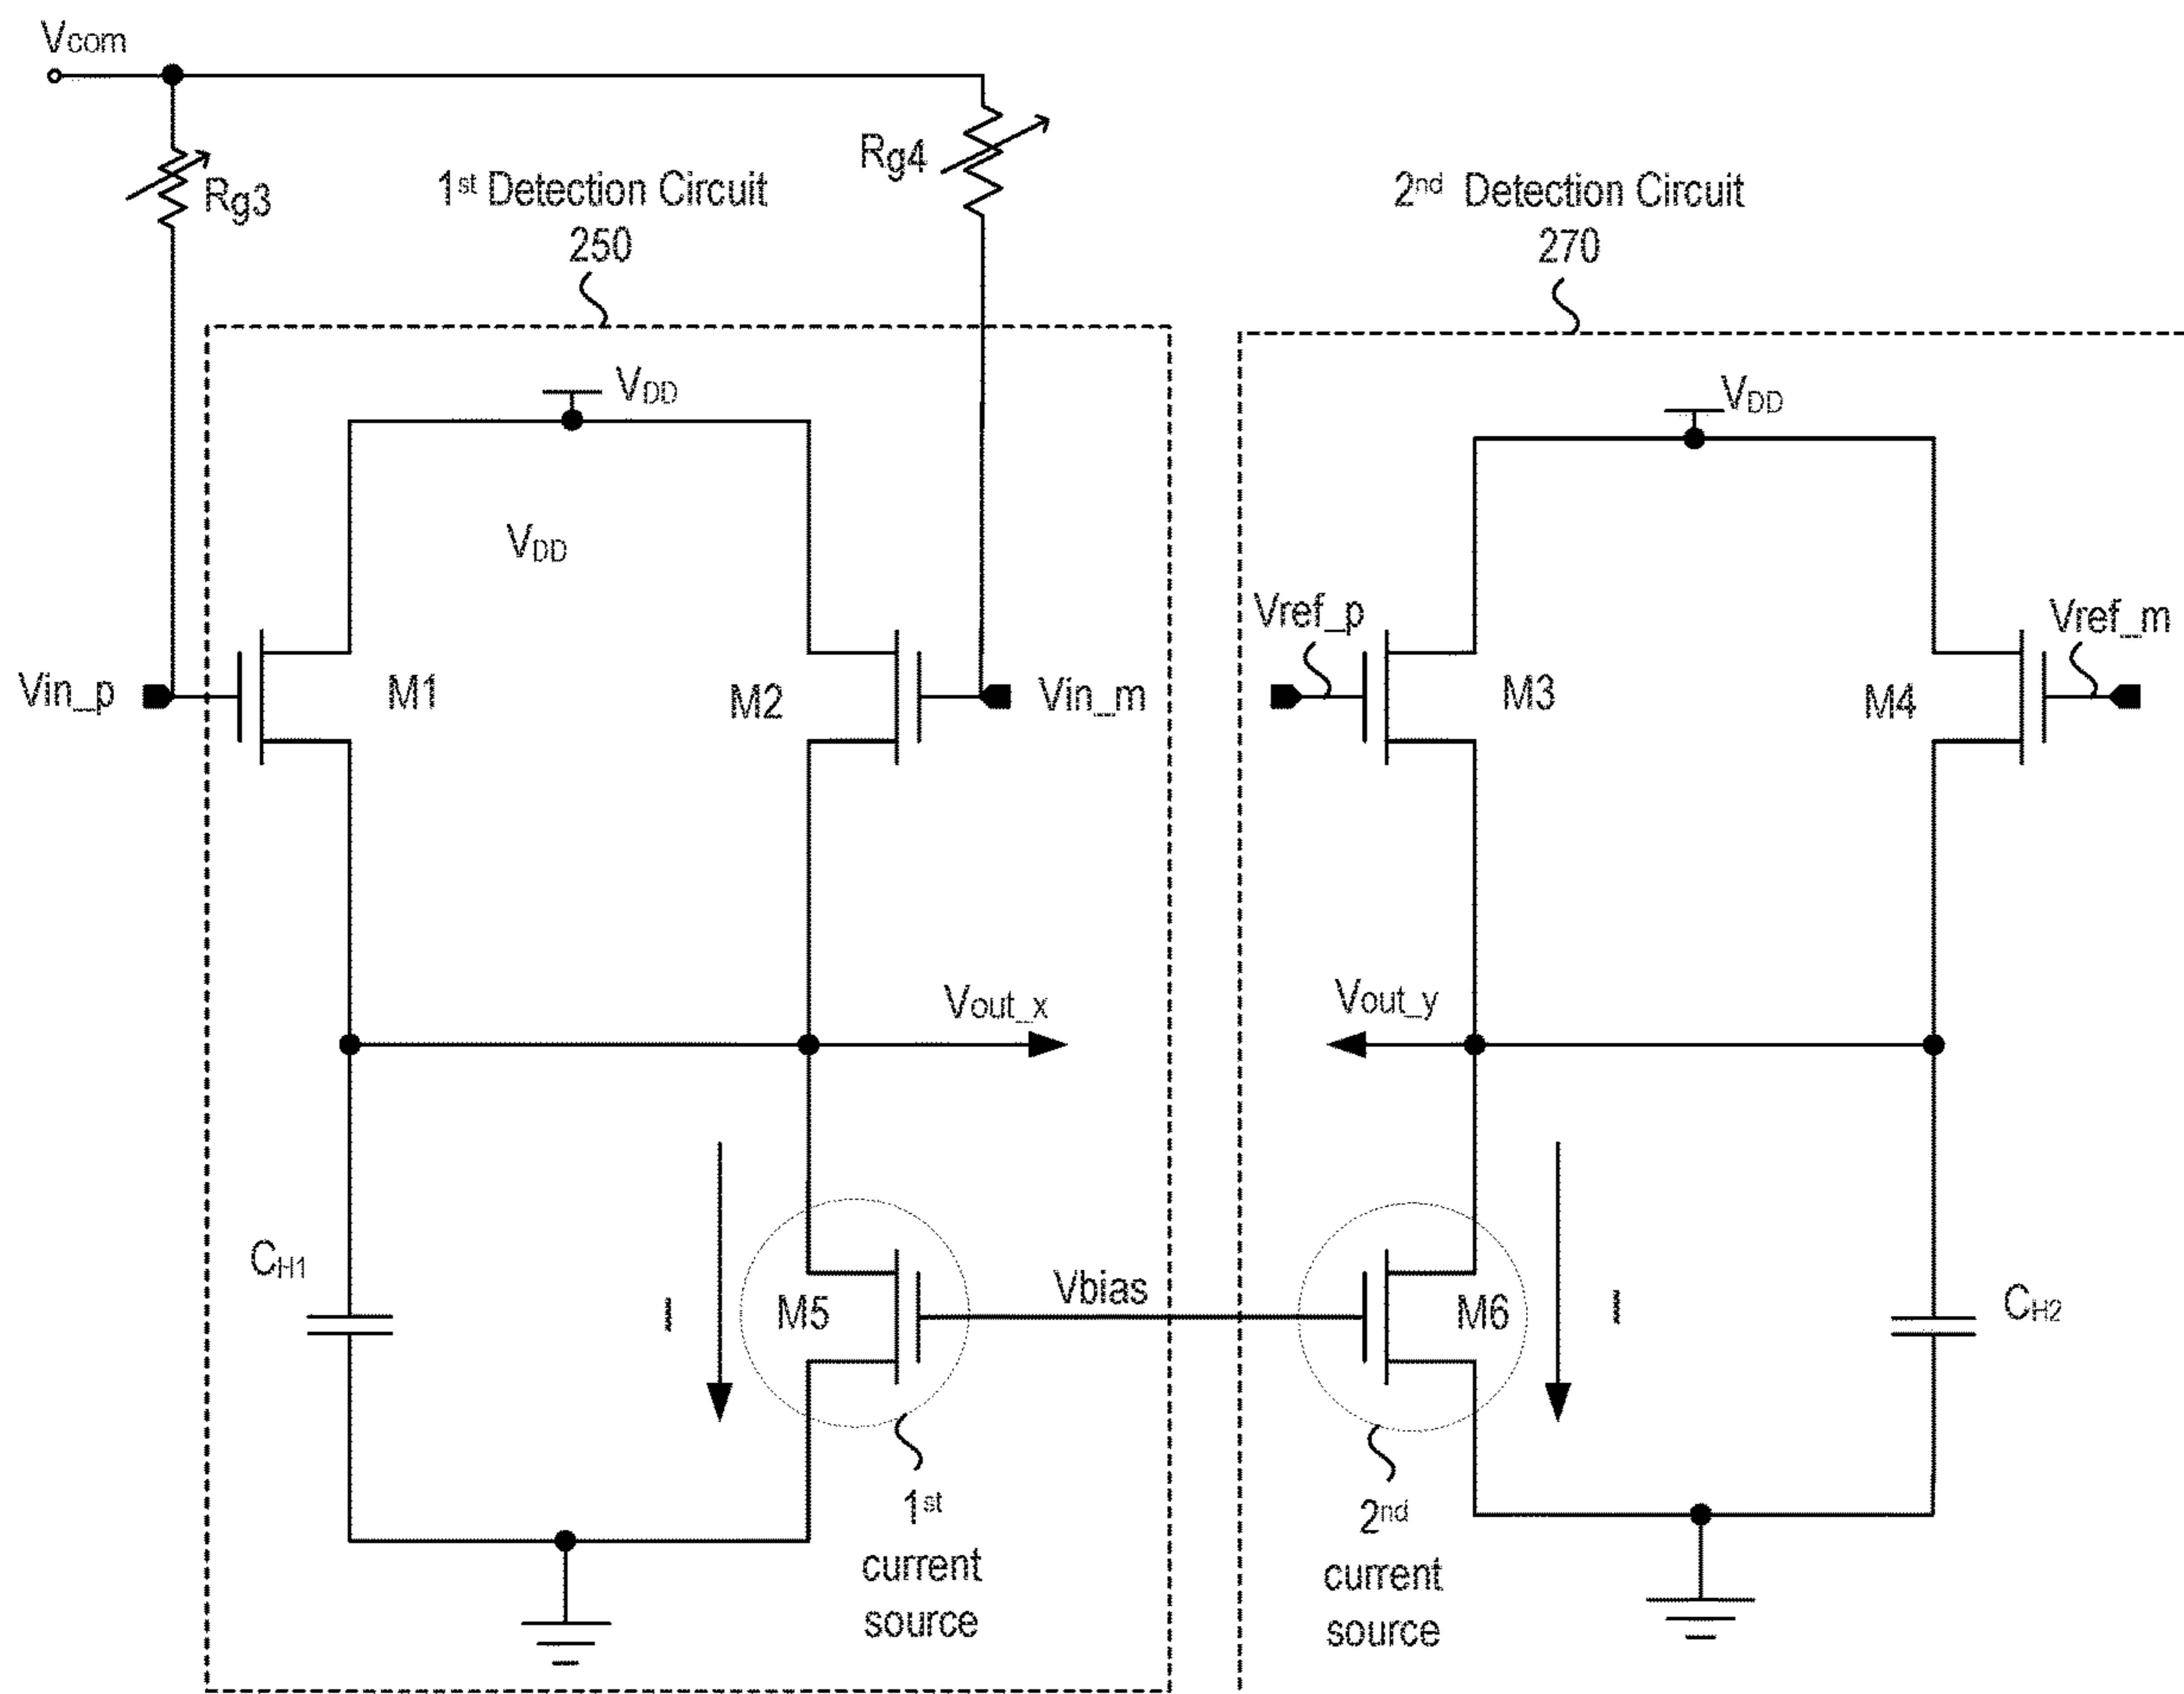 Vcom
Rg3
Rg4
1st Detection Circuit
250
2nd Detection Circuit
270
VDD
VDD
VDD
Vin_p
M1
M2
Vin_m
Vref_p
M3
M4
Vref_m
Vout_x
Vout_y
CH1
I
M5
Vbias
M6
I
CH2
1st
current
source
2nd
current
source